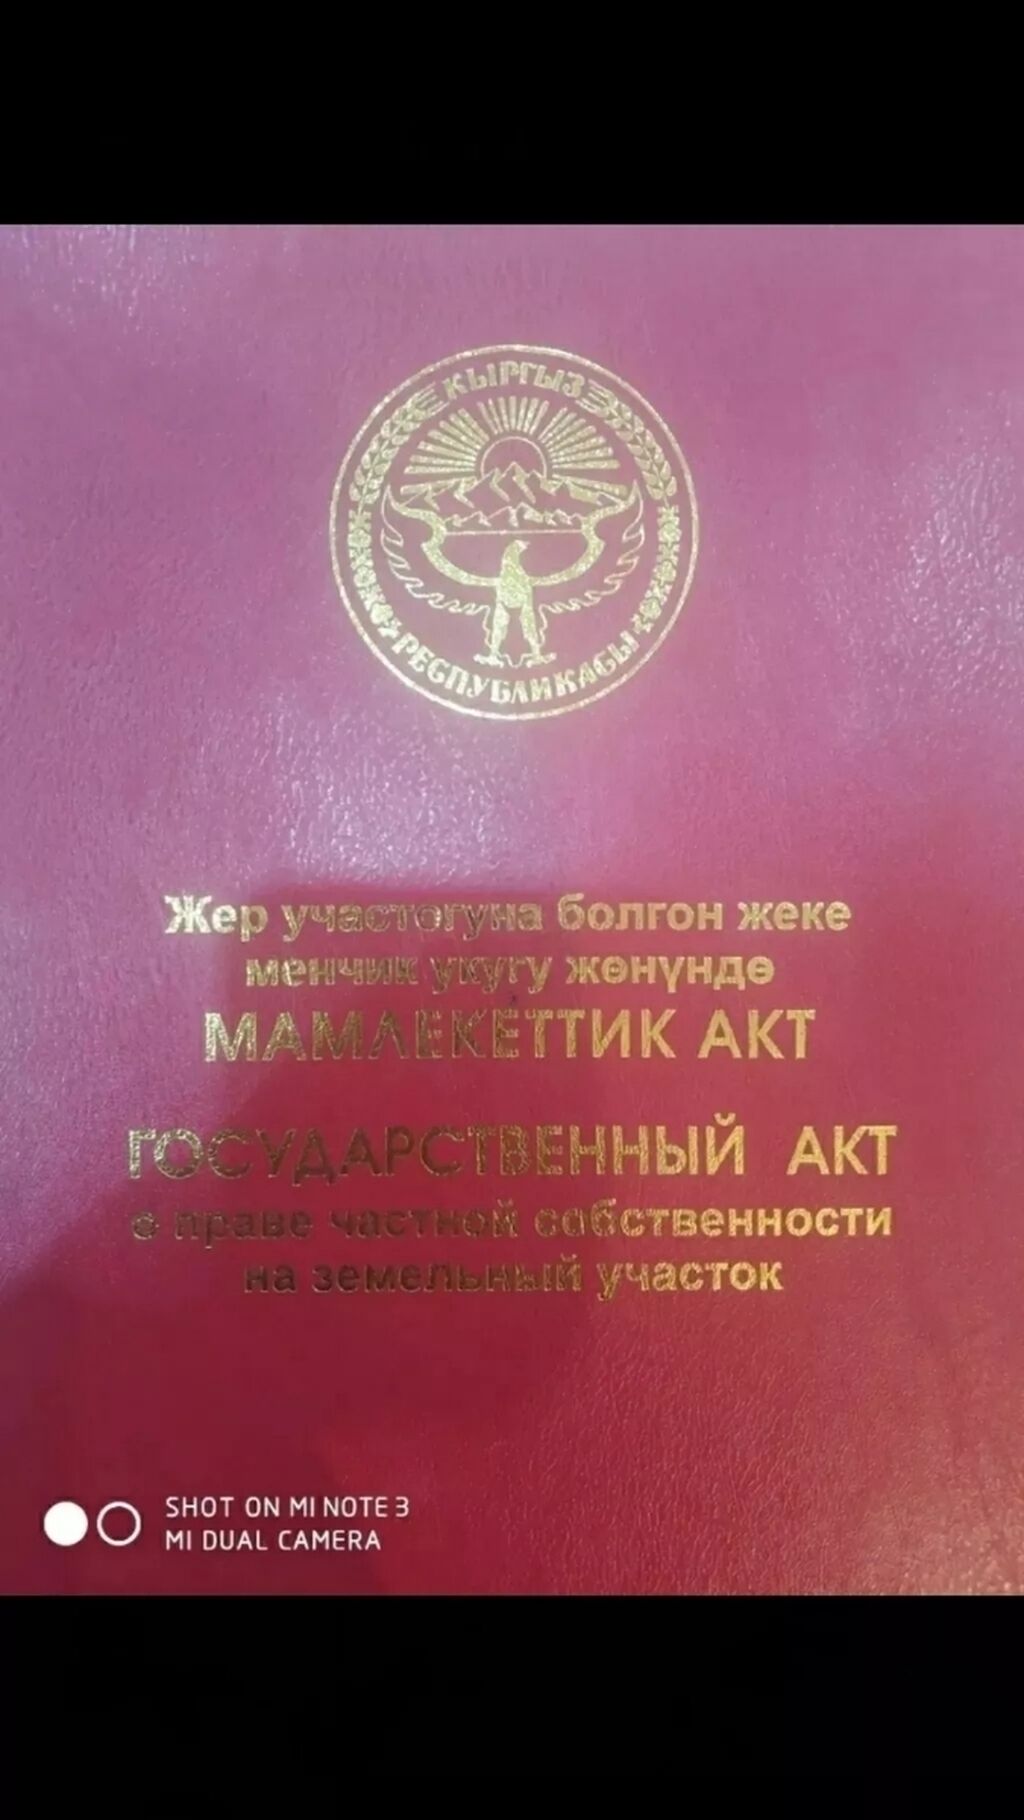 КЫРГЫЗ
РЕСПУБЛИКАСЫ
Жер участогуна болгон жеке
менчик укугу жөнүндө
МАМЛЕКЕТТИК АКТ
ГОСУДАРСТВЕННЫЙ АКТ
о праве частной собственности
на земельный участок
SHOT ON MI NOTE 3
MI DUAL CAMERA